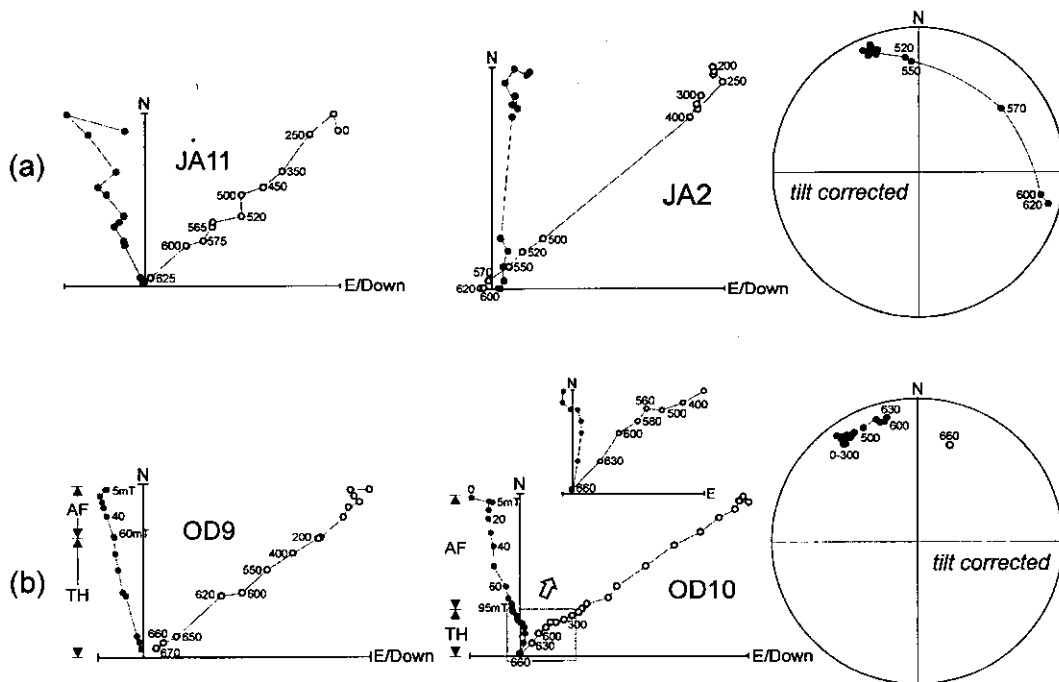 (a)
N
0
250
JA11
350
450
500
520
565
575
600
625
E/Down
N
200
250
300
400
JA2
500
520
550
570
620
600
E/Down
N
520
550
570
tilt corrected
600
620
(b)
N
AF
5mT
40
OD9
60mT
200
400
TH
550
620
600
660
650
670
E/Down
N
560
400
500
580
600
630
660
E
N
0
5mT
AF
20
40
60
OD10
95mT
300
TH
600
630
660
E/Down
N
630
600
500
660
0-300
tilt corrected